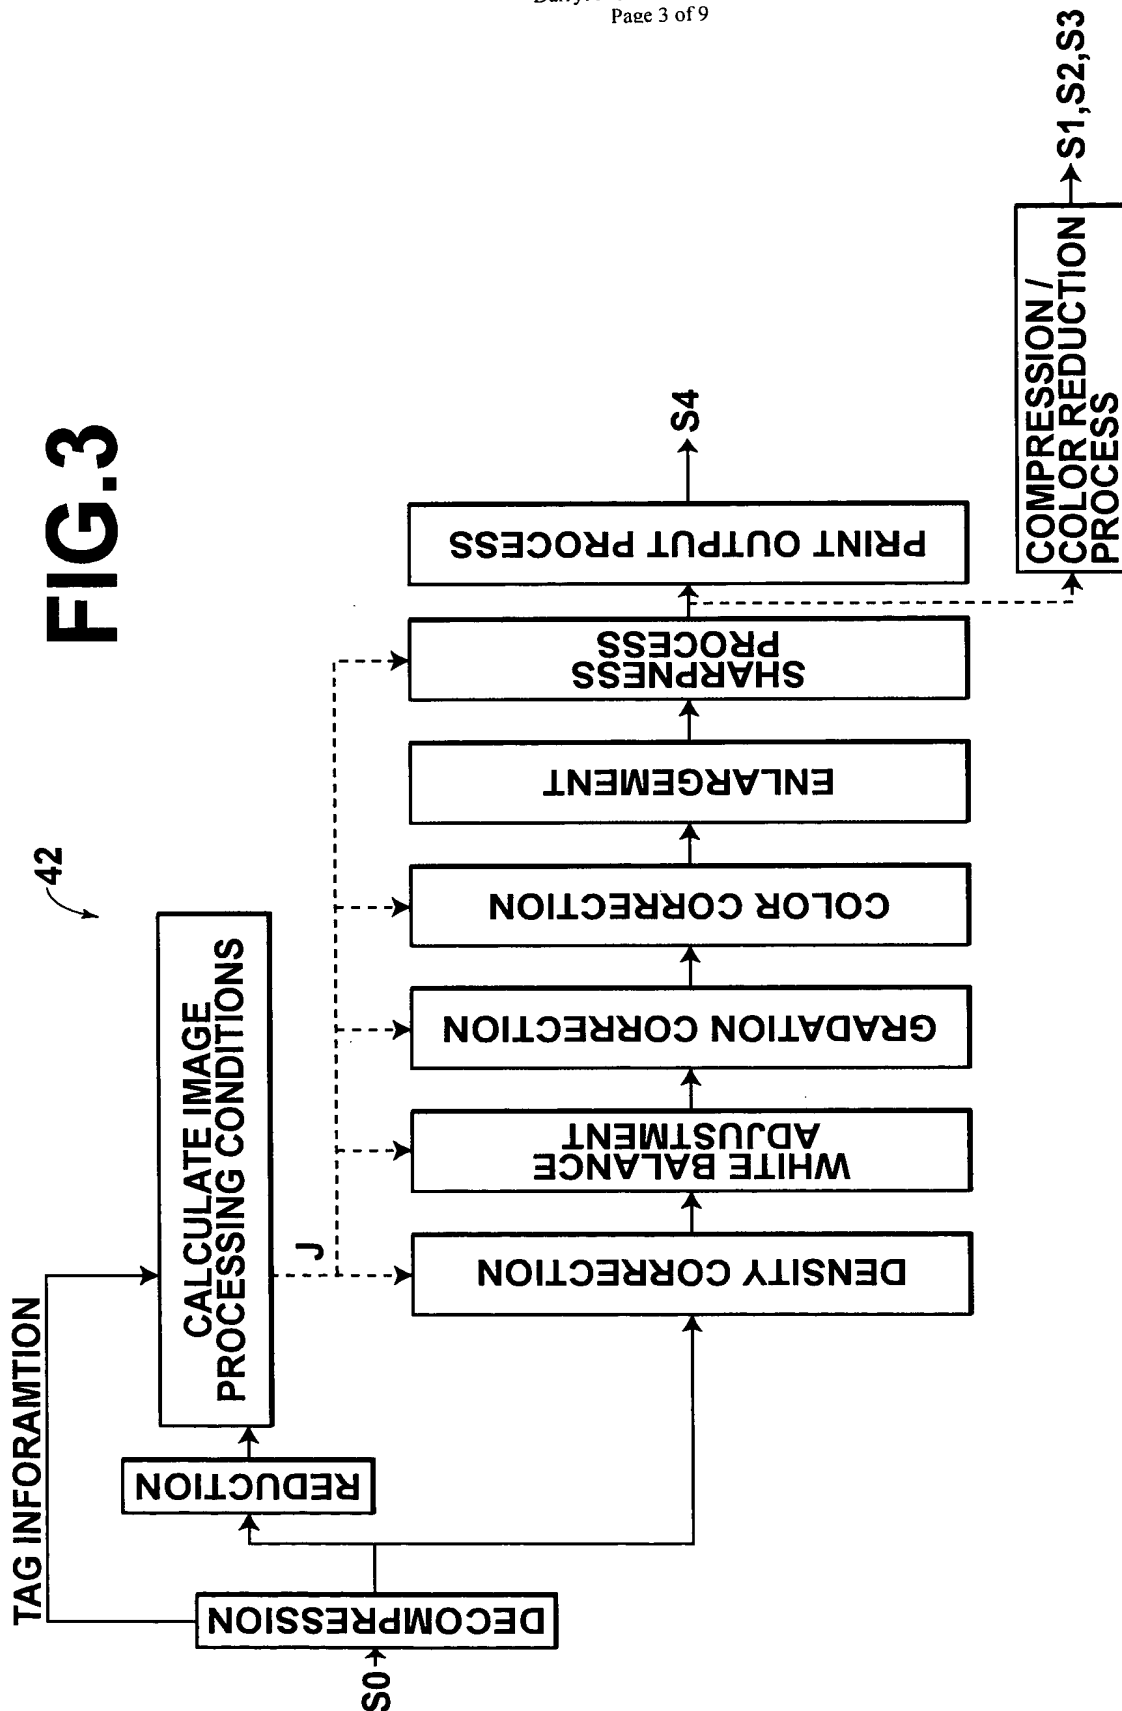 Page 3 of 9
FIG.3
42
TAG INFORAMTION
S0
DECOMPRESSION
REDUCTION
CALCULATE IMAGE
PROCESSING CONDITIONS
J
DENSITY CORRECTION
WHITE BALANCE
ADJUSTMENT
GRADATION CORRECTION
COLOR CORRECTION
ENLARGEMENT
SHARPNESS
PROCESS
PRINT OUTPUT PROCESS
S4
COMPRESSION /
COLOR REDUCTION
PROCESS
S1,S2,S3